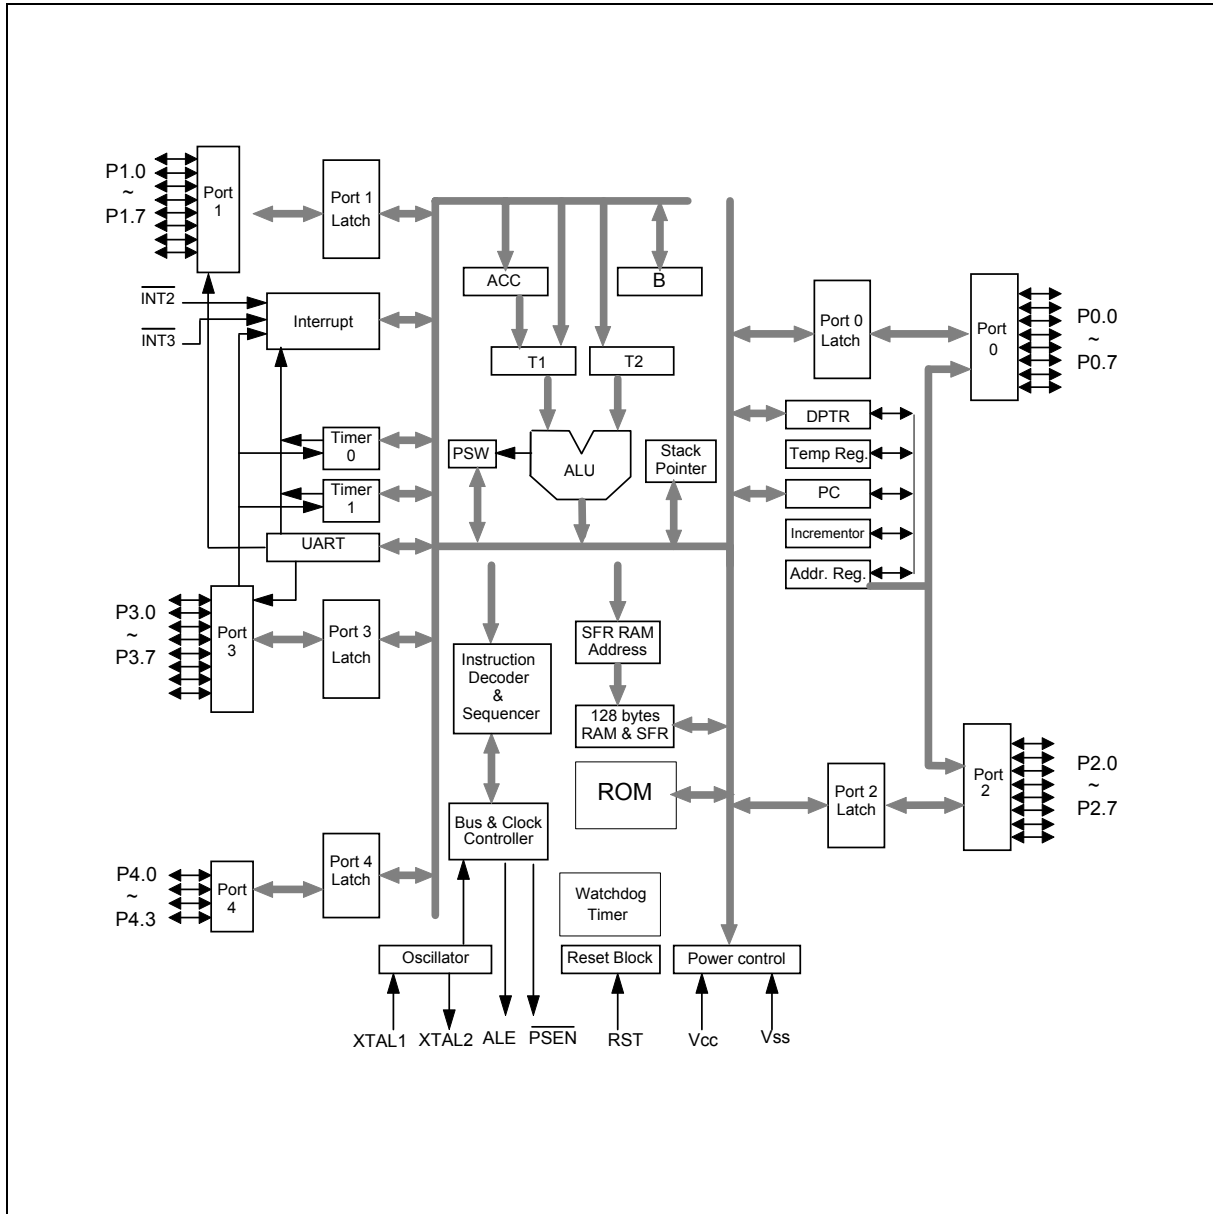 P1.0
~
P1.7
Port
1
Port 1
Latch
INT2
INT3
Interrupt
ACC
B
T1
T2
PSW
ALU
Stack
Pointer
Timer
0
Timer
1
UART
P3.0
~
P3.7
Port
3
Port 3
Latch
Port 0
Latch
Port
0
P0.0
~
P0.7
DPTR
Temp Reg.
PC
Incrementor
Addr. Reg.
Instruction
Decoder
&
Sequencer
SFR RAM
Address
128 bytes
RAM & SFR
ROM
Bus & Clock
Controller
Port 2
Latch
Port
2
P2.0
~
P2.7
P4.0
~
P4.3
Port
4
Port 4
Latch
Watchdog
Timer
Oscillator
Reset Block
Power control
XTAL1
XTAL2
ALE
PSEN
RST
Vcc
Vss